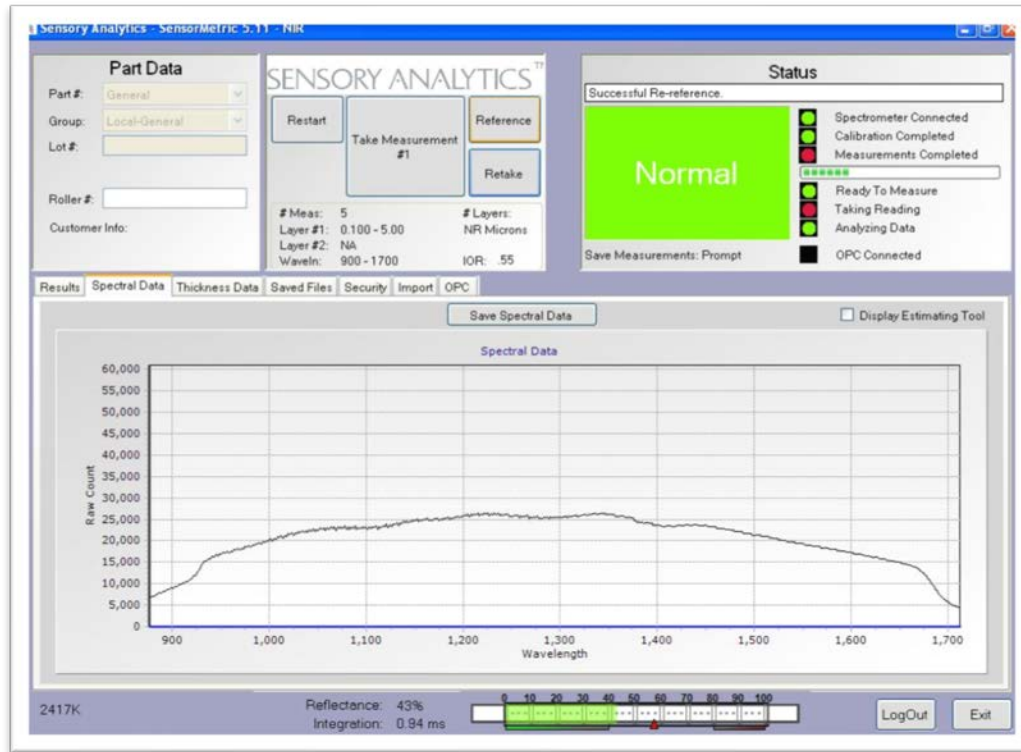 Sensory Analytics - SensorMetric 5.11 - NIR
Part Data
Part #: General
Group: Local-General
Lot #:
Roller #:
Customer Info:
SENSORY ANALYTICS™
Restart
Take Measurement
#1
Reference
Retake
# Meas: 5 # Layers:
Layer #1: 0.100 - 5.00 NR Microns
Layer #2: NA
Waveln: 900 - 1700 IOR: .55
Status
Successful Re-reference.
Normal
Spectrometer Connected
Calibration Completed
Measurements Completed
Ready To Measure
Taking Reading
Analyzing Data
Save Measurements: Prompt
OPC Connected
Results Spectral Data Thickness Data Saved Files Security Import OPC
Save Spectral Data
Display Estimating Tool
Spectral Data
60,000
55,000
50,000
45,000
40,000
35,000
30,000
25,000
20,000
15,000
10,000
5,000
0
Raw Count
900 1,000 1,100 1,200 1,300 1,400 1,500 1,600 1,700
Wavelength
2417K
Reflectance: 43%
Integration: 0.94 ms
0 10 20 30 40 50 60 70 80 90 100
LogOut
Exit